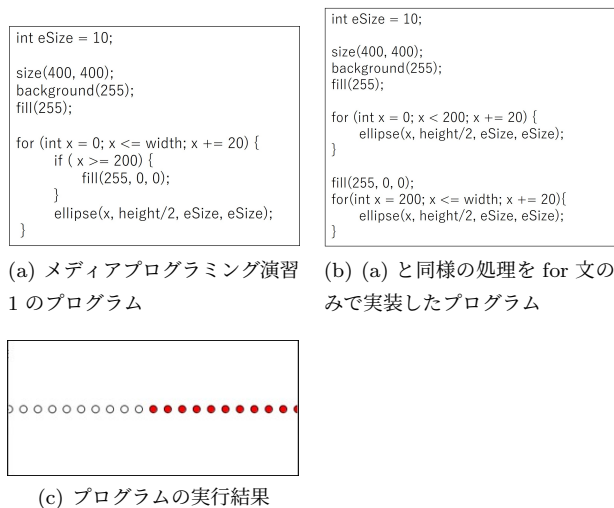 int eSize = 10;
size(400, 400);
background(255);
fill(255);
for (int x = 0; x <= width; x += 20) {
if ( x >= 200) {
fill(255, 0, 0);
}
ellipse(x, height/2, eSize, eSize);
}
(a) メディアプログラミング演習
1 のプログラム
int eSize = 10;
size(400, 400);
background(255);
fill(255);
for (int x = 0; x < 200; x += 20) {
ellipse(x, height/2, eSize, eSize);
}
fill(255, 0, 0);
for(int x = 200; x <= width; x += 20){
ellipse(x, height/2, eSize, eSize);
}
(b) (a) と同様の処理を for 文の
みで実装したプログラム
(c) プログラムの実行結果